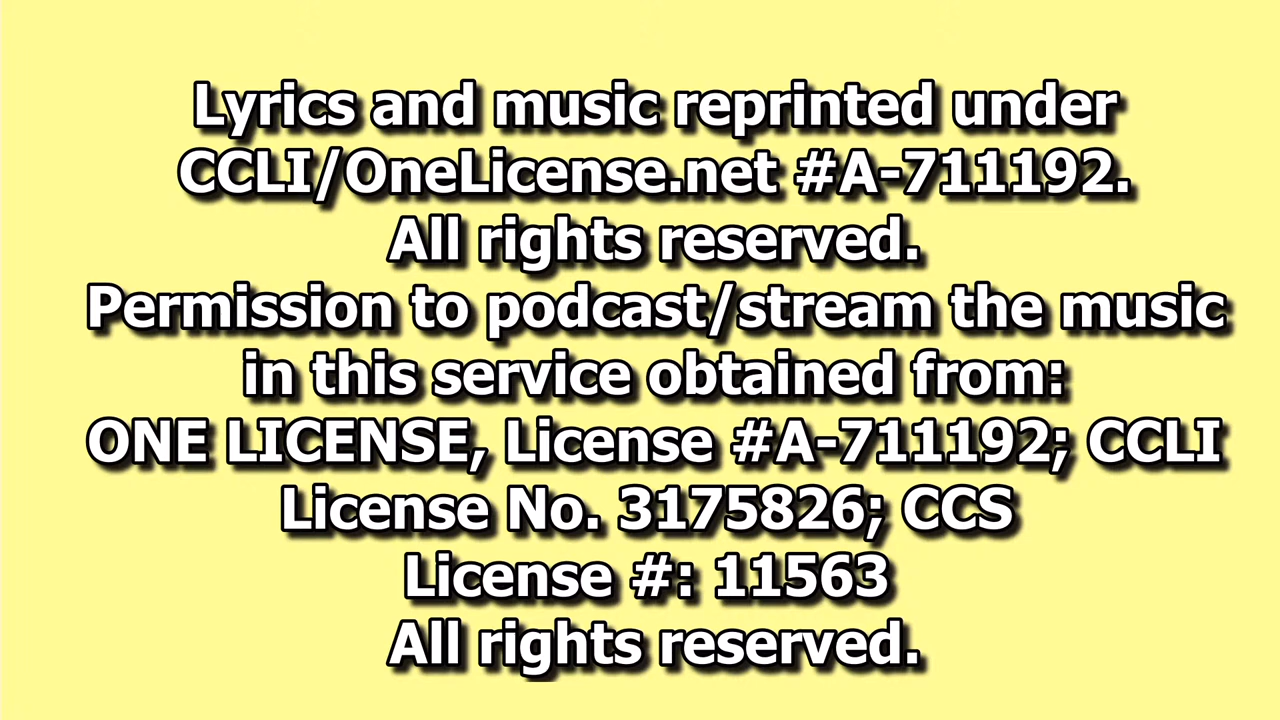 Lyrics and music reprinted under
CCLI/OneLicense.net #A-711192.
All rights reserved.
Permission to podcast/stream the music
in this service obtained from:
ONE LICENSE, License #A-711192; CCLI
License No. 3175826; CCS
License #: 11563
All rights reserved.